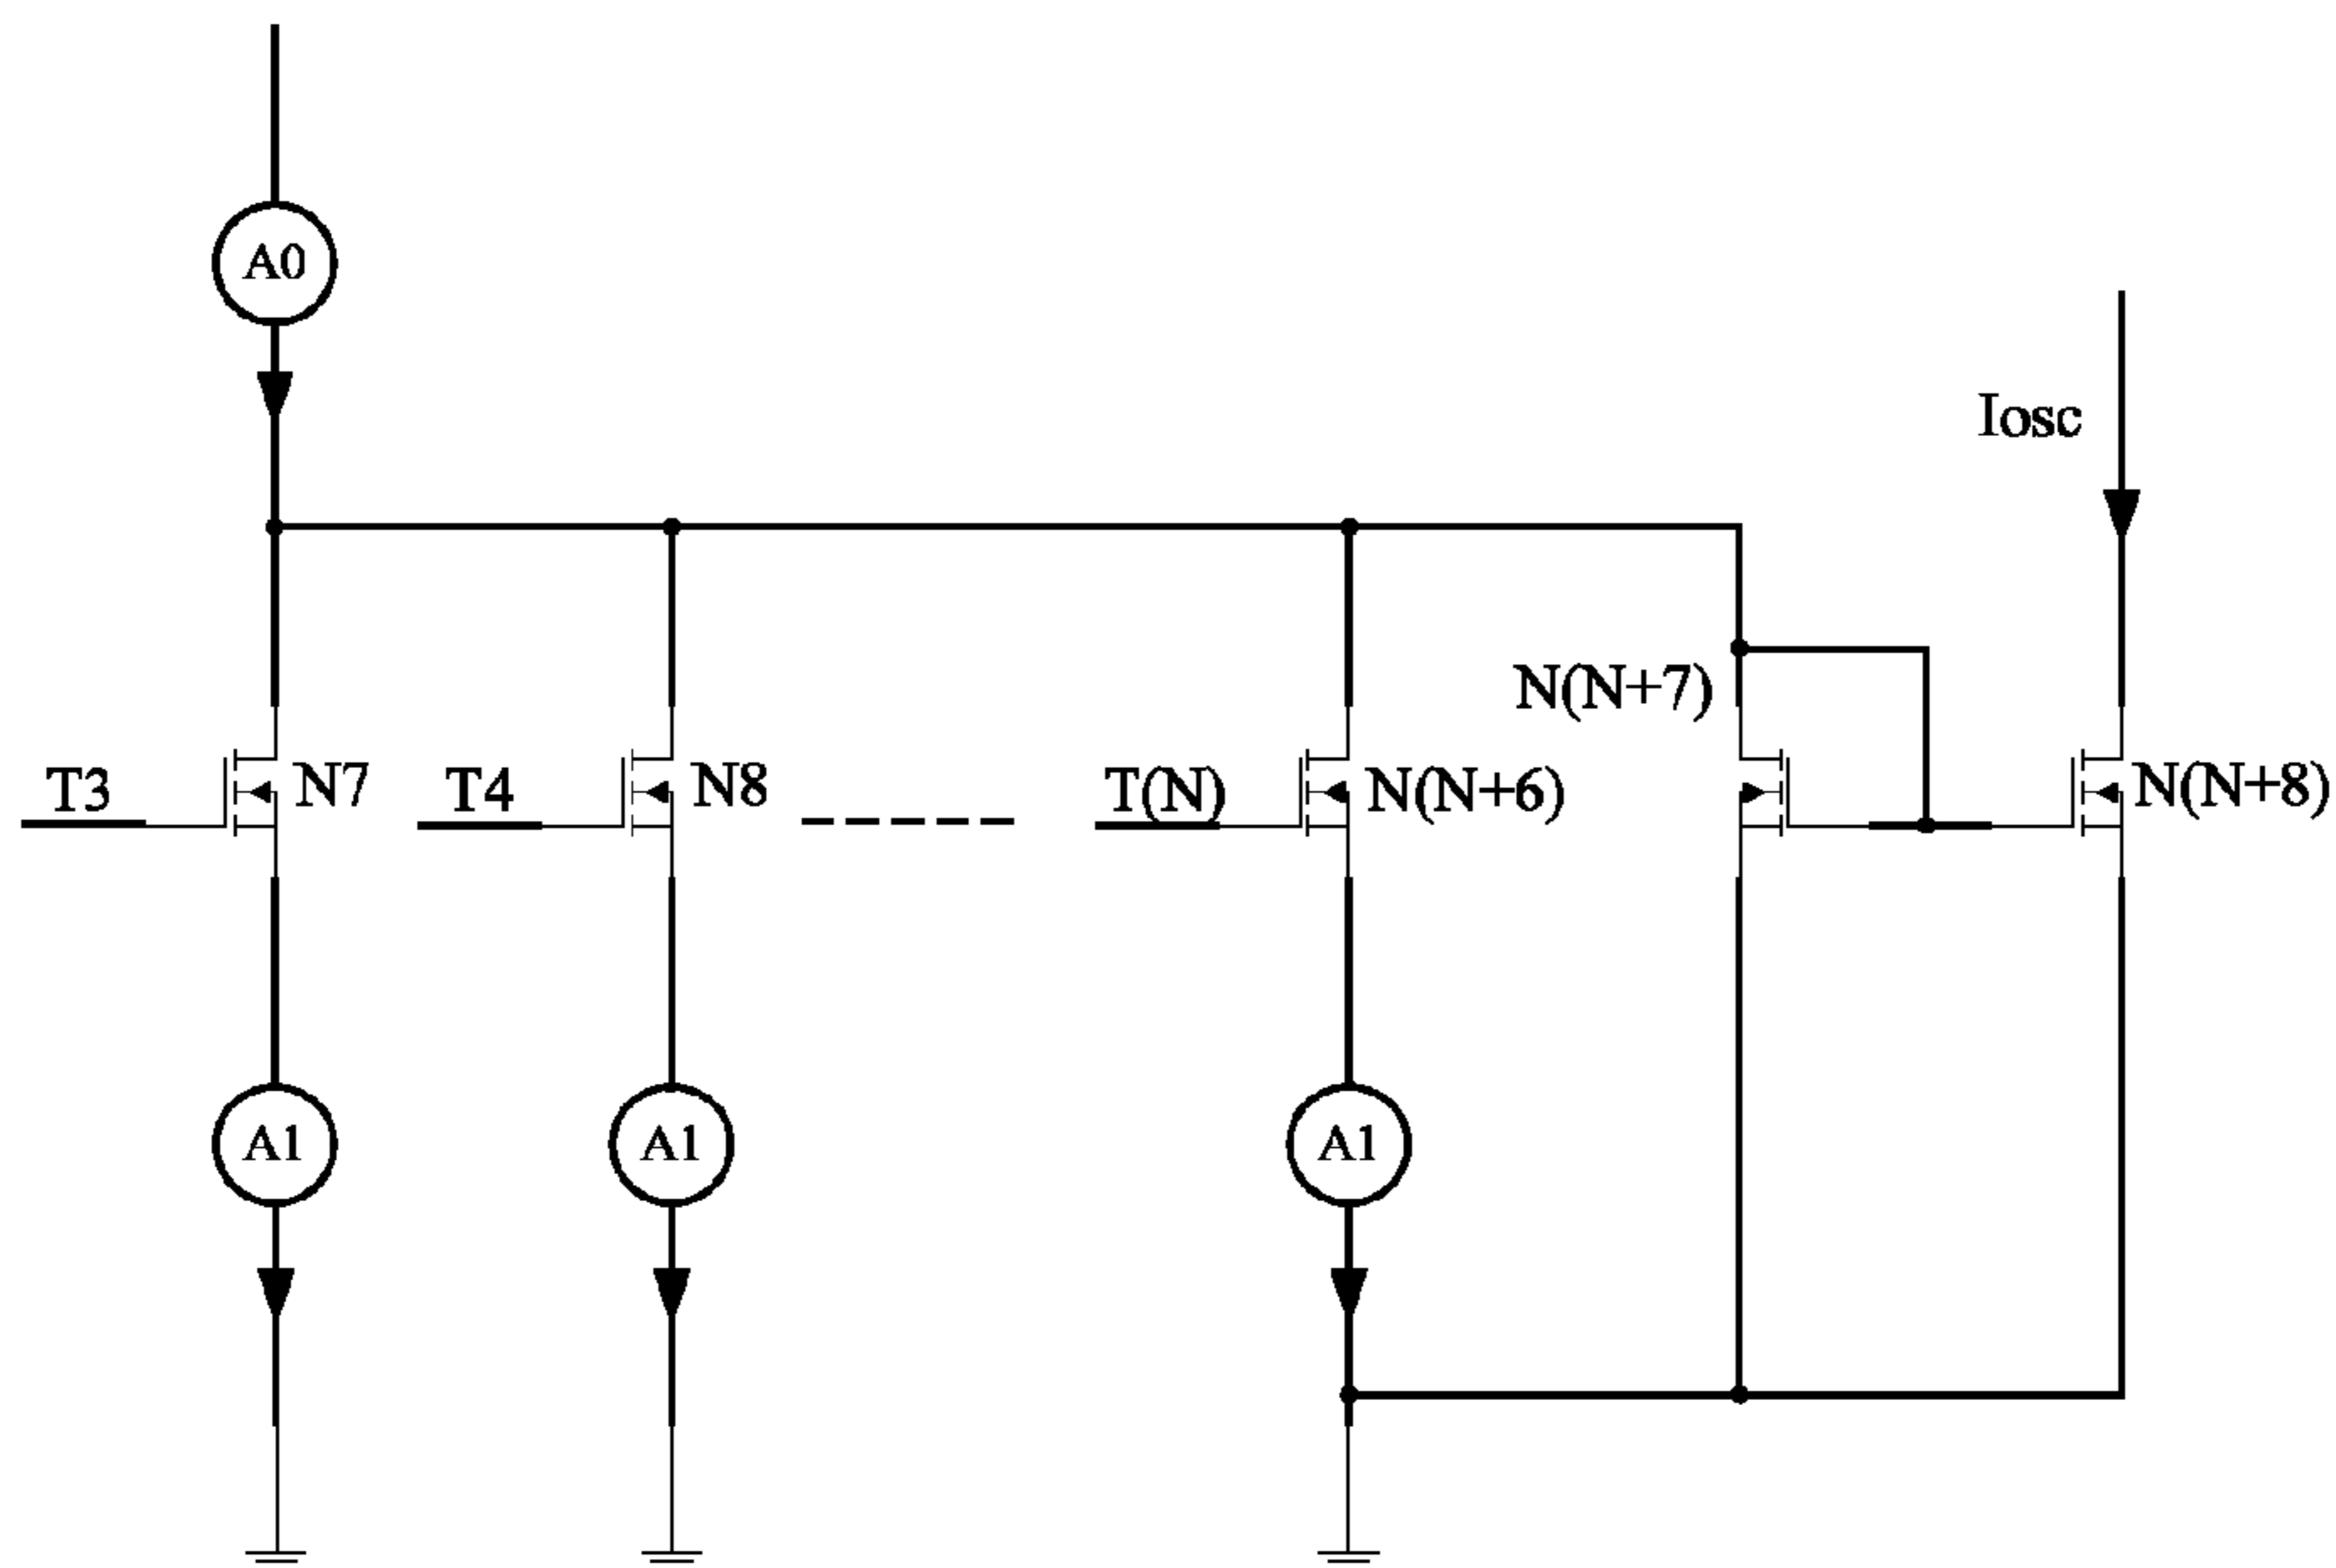 A0
Iosc
N(N+7)
T3
N7
T4
N8
T(N)
N(N+6)
N(N+8)
A1
A1
A1